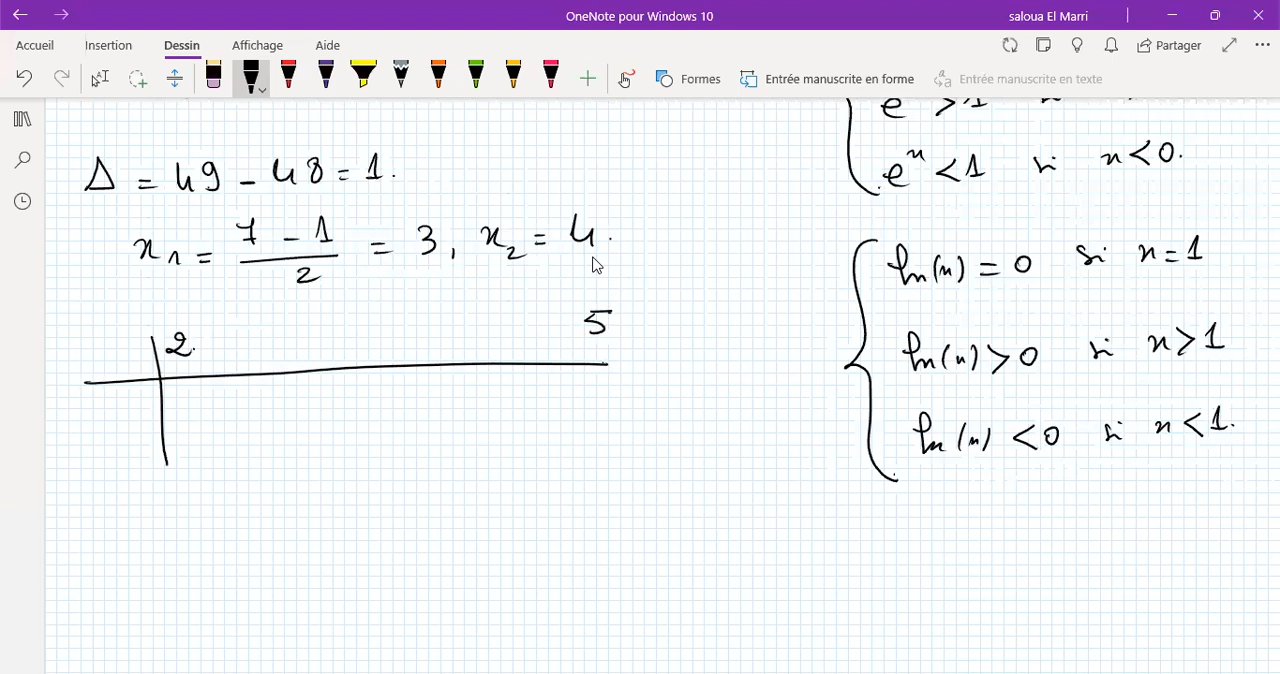 OneNote pour Windows 10
saloua El Marri
Accueil Insertion Dessin Affichage Aide
Partager
Formes Entrée manuscrite en forme Entrée manuscrite en texte
Δ = 49 - 48 = 1.
x₁ = (7 - 1)/2 = 3, x₂ = 4.
2. 5
e >1
eˣ <1 si x<0.
ln(x) = 0 si x=1
ln(x) > 0 si x>1
ln(x) <0 si x<1.